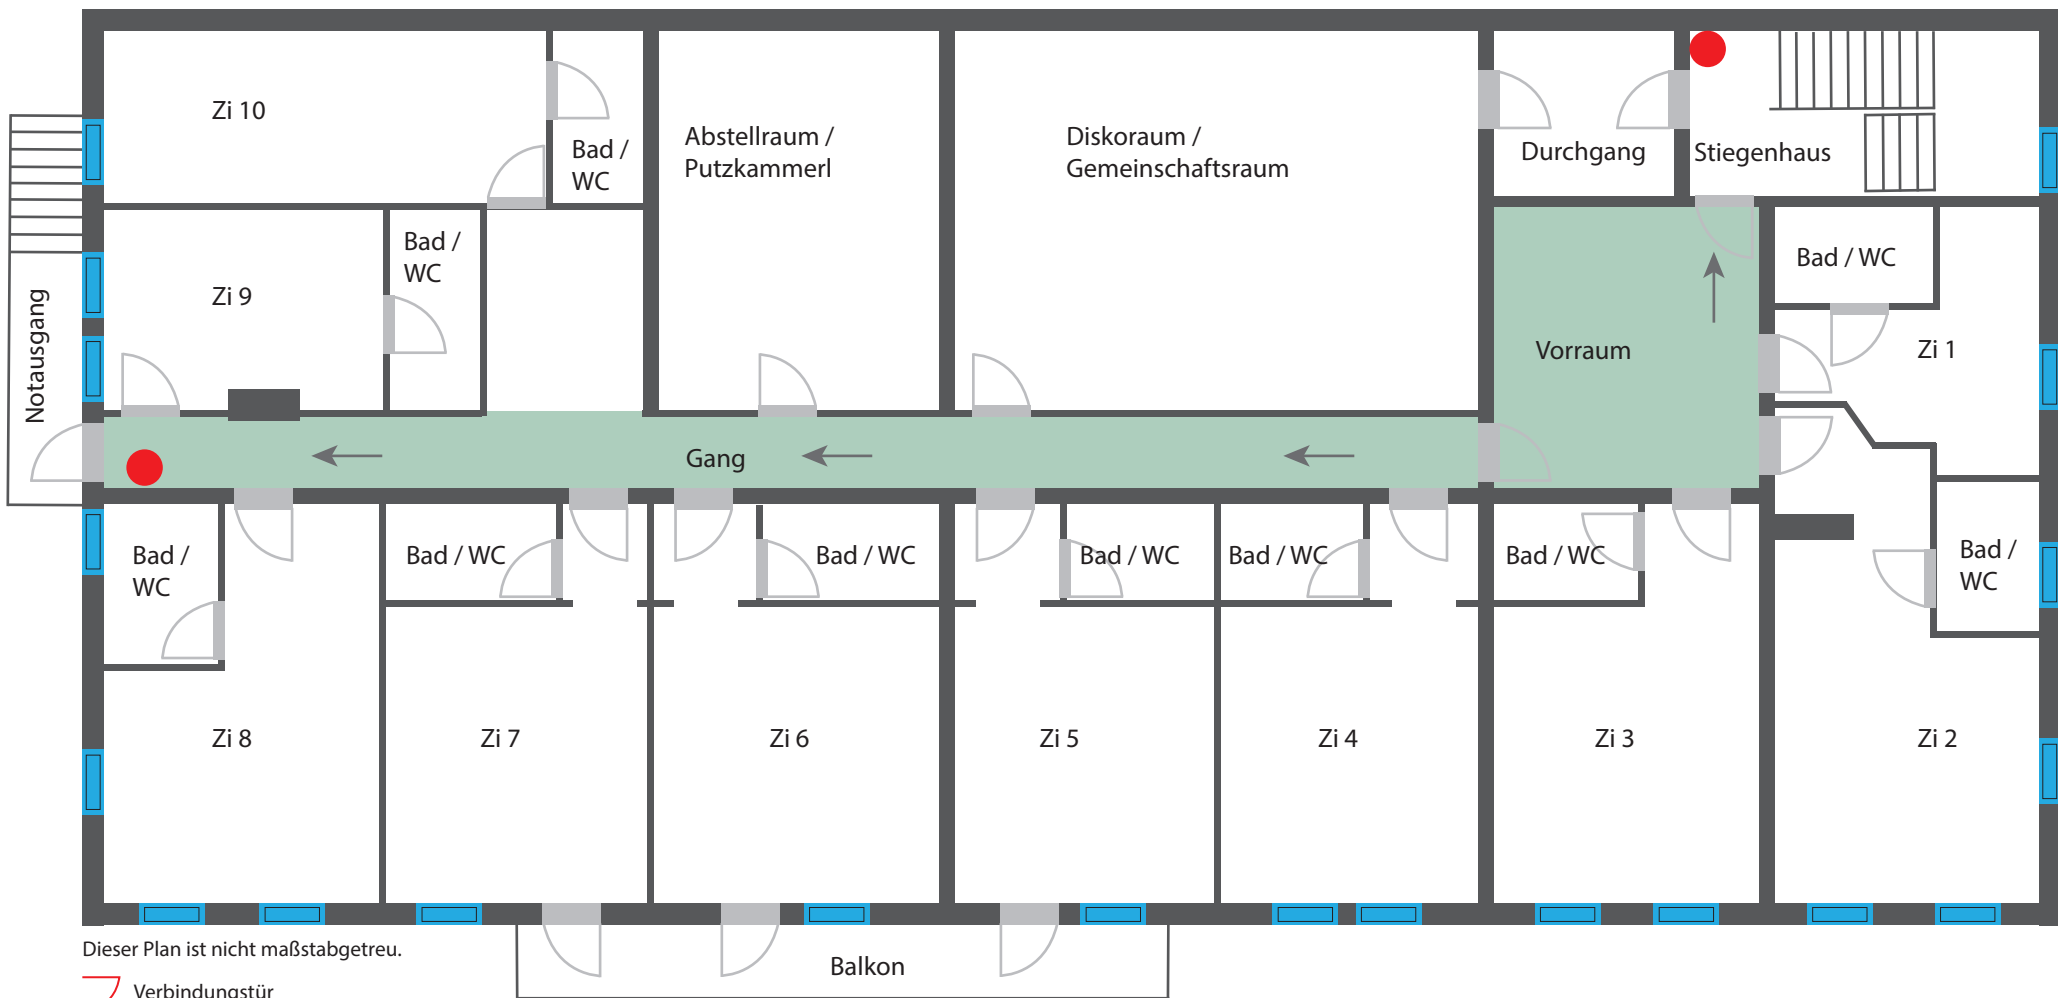 Zi 10
Bad /
WC
Abstellraum /
Putzkammerl
Diskoraum /
Gemeinschaftsraum
Durchgang
Stiegenhaus
Notausgang
Zi 9
Bad /
WC
Vorraum
Bad / WC
Zi 1
Gang
Bad /
WC
Bad / WC
Bad / WC
Bad / WC
Bad / WC
Bad / WC
Bad /
WC
Zi 8
Zi 7
Zi 6
Zi 5
Zi 4
Zi 3
Zi 2
Dieser Plan ist nicht maßstabgetreu.
Balkon
Verbindungstür